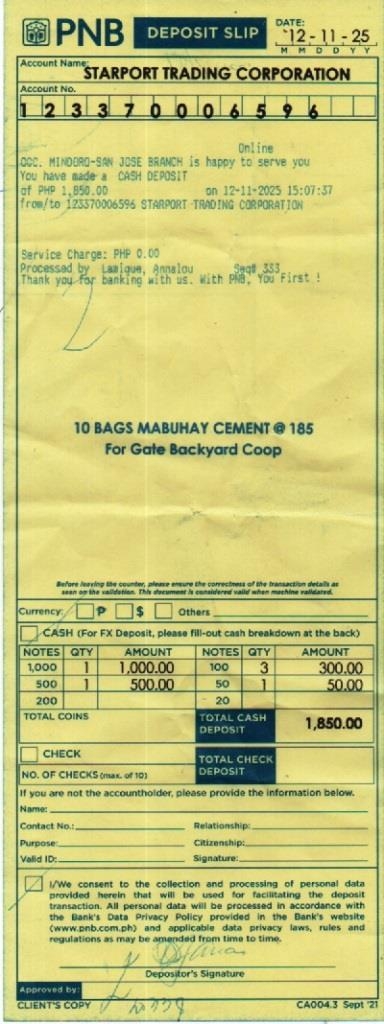 PNB DEPOSIT SLIP DATE: 12-11-25
M M D D Y Y
Account Name: STARPORT TRADING CORPORATION
Account No.
1 2 3 3 7 0 0 0 6 5 9 6
Online
OCC. MINDORO-SAN JOSE BRANCH is happy to serve you
You have made a CASH DEPOSIT
of PHP 1,850.00 on 12-11-2025 15:07:37
from/to 123370006596 STARPORT TRADING CORPORATION
Service Charge: PHP 0.00
Processed by Annalou Seq# 333
Thank you for banking with us. With PNB, You First !
10 BAGS MABUHAY CEMENT @ 185
For Gate Backyard Coop
Before leaving the counter, please ensure the correctness of the transaction details as
seen on the validation. This document is considered valid when machine validated.
Currency: ₱ $ Others
CASH (For FX Deposit, please fill-out cash breakdown at the back)
NOTES QTY AMOUNT NOTES QTY AMOUNT
1,000 1 1,000.00 100 3 300.00
500 1 500.00 50 1 50.00
200 20
TOTAL COINS TOTAL CASH DEPOSIT 1,850.00
CHECK
NO. OF CHECKS (max. of 10) TOTAL CHECK DEPOSIT
If you are not the accountholder, please provide the information below.
Name:
Contact No.: Relationship:
Purpose: Citizenship:
Valid ID: Signature:
I/We consent to the collection and processing of personal data
provided herein that will be used for facilitating the deposit
transaction. All personal data will be processed in accordance with
the Bank's Data Privacy Policy provided in the Bank's website
(www.pnb.com.ph) and applicable data privacy laws, rules and
regulations as may be amended from time to time.
Depositor's Signature
Approved by:
CLIENT'S COPY CA004.3 Sept '21